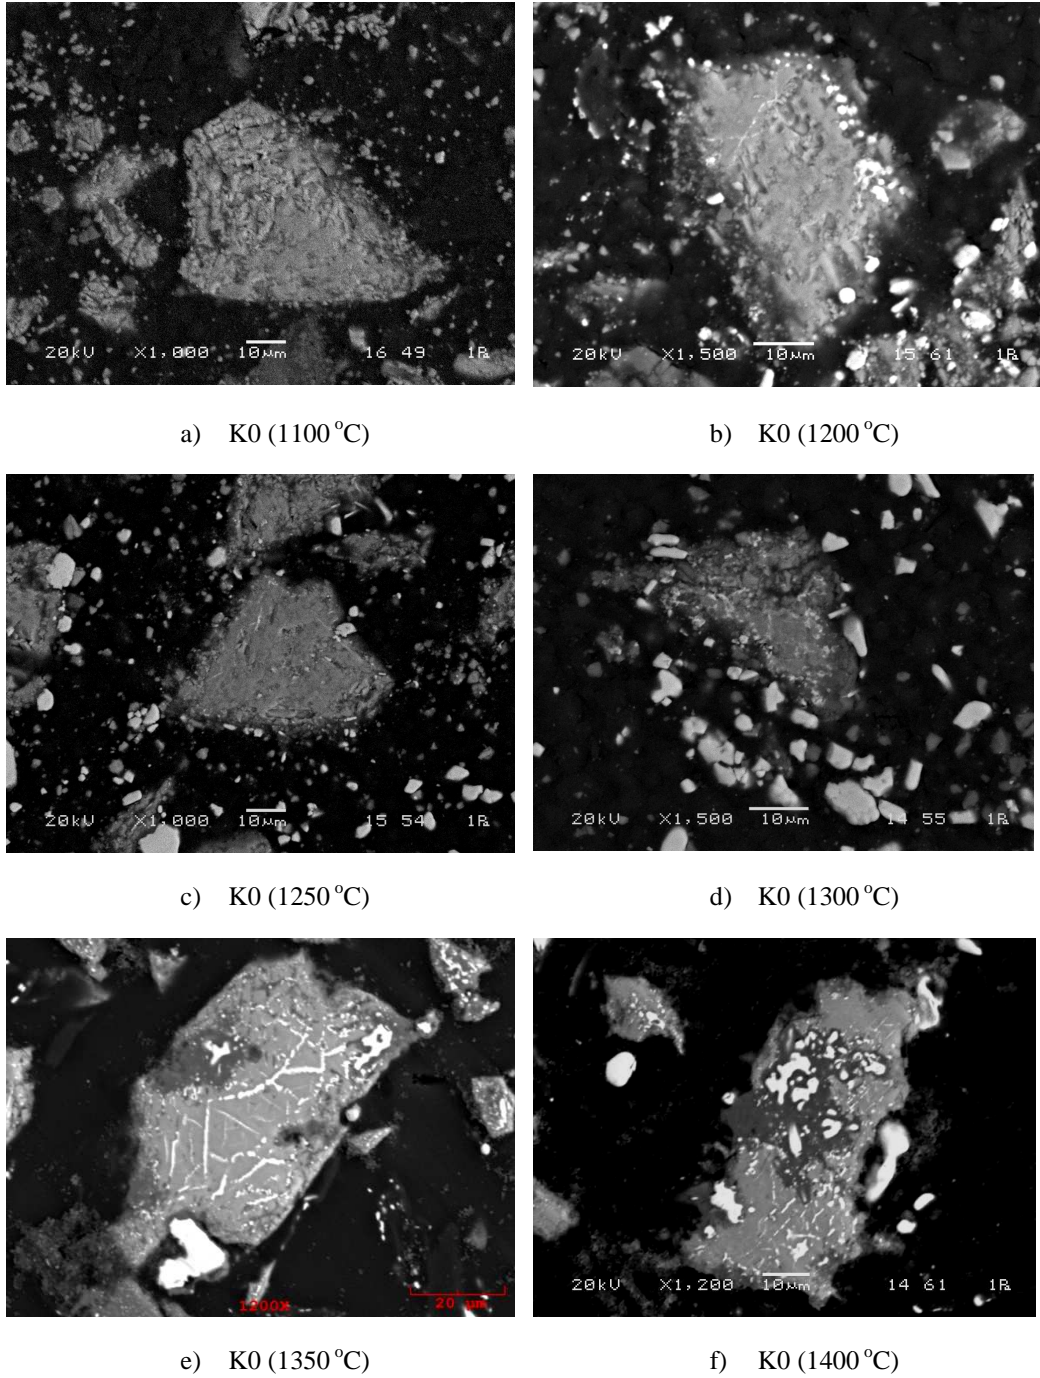 20kV X1,000 10µm 16 49 1R
20kV X1,500 10µm 15 61 1R
a) K0 (1100 °C)
b) K0 (1200 °C)
20kV X1,000 10µm 15 54 1R
20kV X1,500 10µm 14 55 1R
c) K0 (1250 °C)
d) K0 (1300 °C)
1200X 20 µm
20kV X1,200 10µm 14 61 1R
e) K0 (1350 °C)
f) K0 (1400 °C)